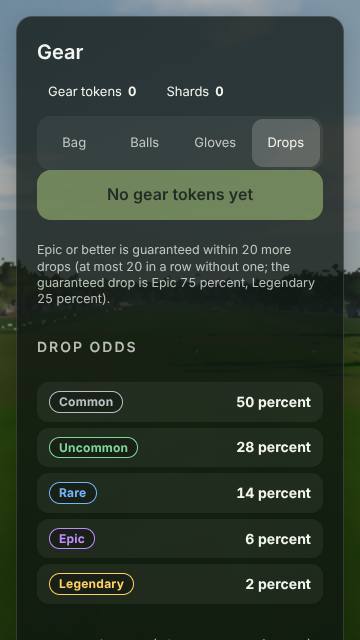 Gear
Gear tokens 0 Shards 0
Bag Balls Gloves Drops
No gear tokens yet
Epic or better is guaranteed within 20 more
drops (at most 20 in a row without one; the
guaranteed drop is Epic 75 percent, Legendary
25 percent).
DROP ODDS
Common 50 percent
Uncommon 28 percent
Rare 14 percent
Epic 6 percent
Legendary 2 percent